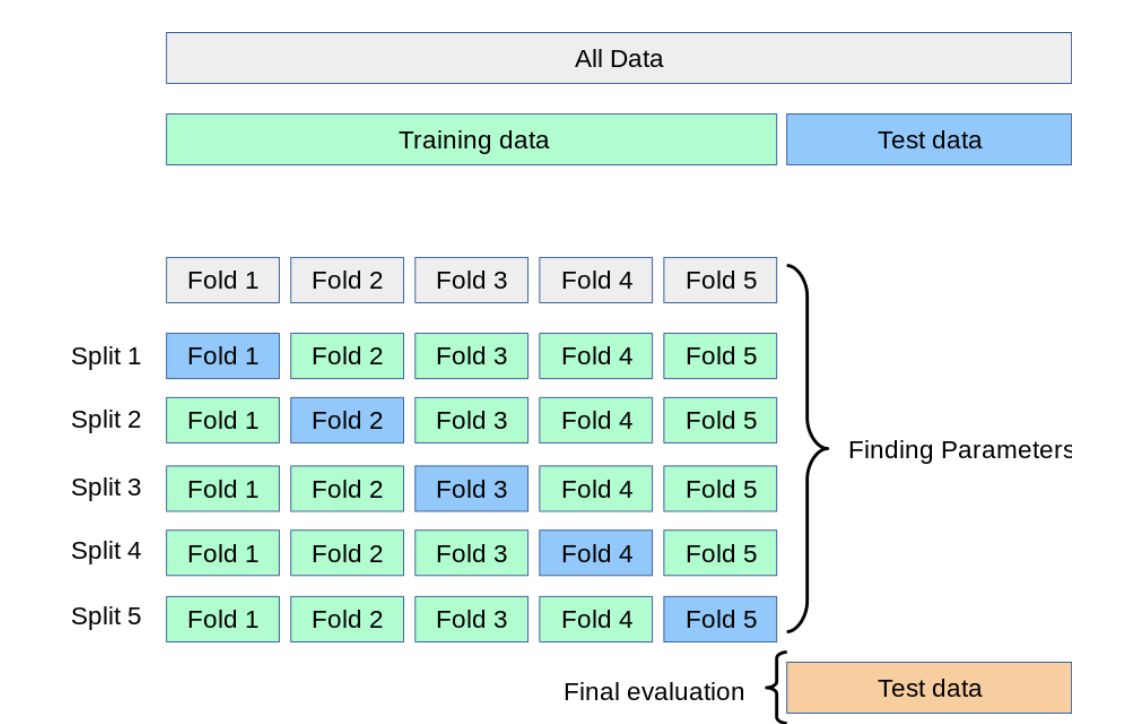 All Data
Training data Test data
Fold 1 Fold 2 Fold 3 Fold 4 Fold 5
Split 1 Fold 1 Fold 2 Fold 3 Fold 4 Fold 5
Split 2 Fold 1 Fold 2 Fold 3 Fold 4 Fold 5
Finding Parameters
Split 3 Fold 1 Fold 2 Fold 3 Fold 4 Fold 5
Split 4 Fold 1 Fold 2 Fold 3 Fold 4 Fold 5
Split 5 Fold 1 Fold 2 Fold 3 Fold 4 Fold 5
Final evaluation Test data